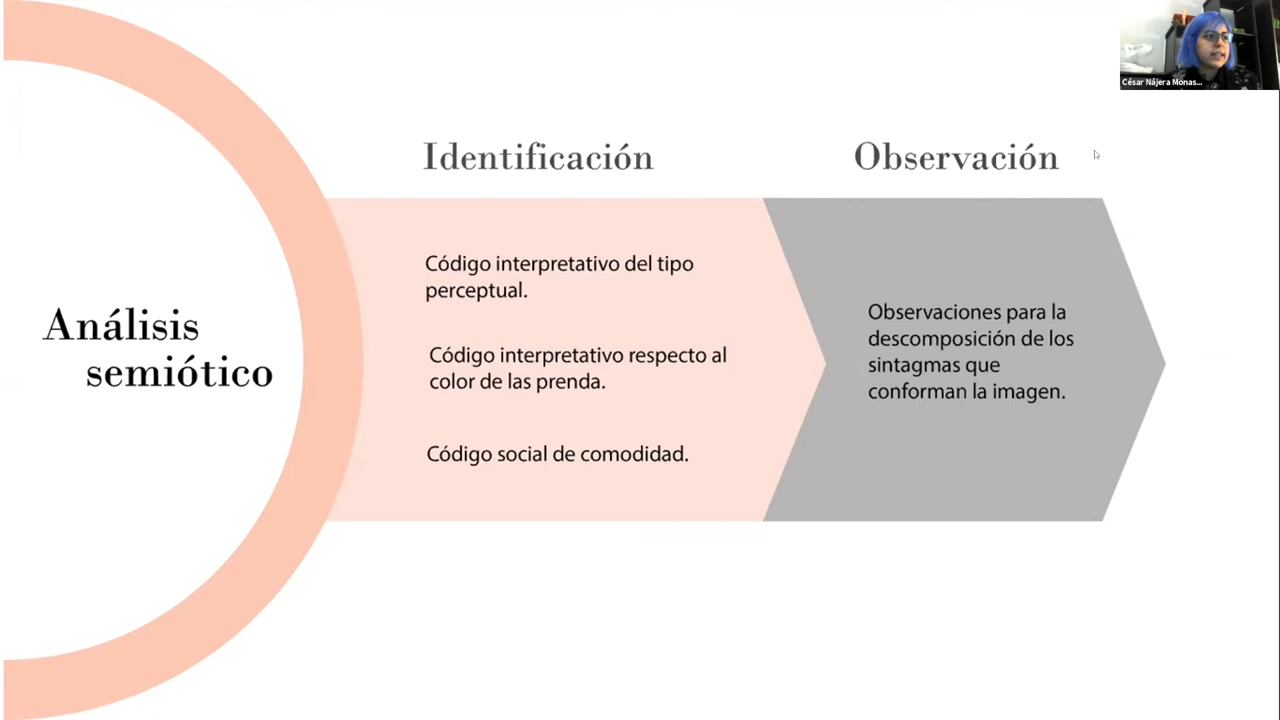 César Nájera Monas...
Identificación
Observación
Análisis
semiótico
Código interpretativo del tipo
perceptual.
Código interpretativo respecto al
color de las prenda.
Código social de comodidad.
Observaciones para la
descomposición de los
sintagmas que
conforman la imagen.